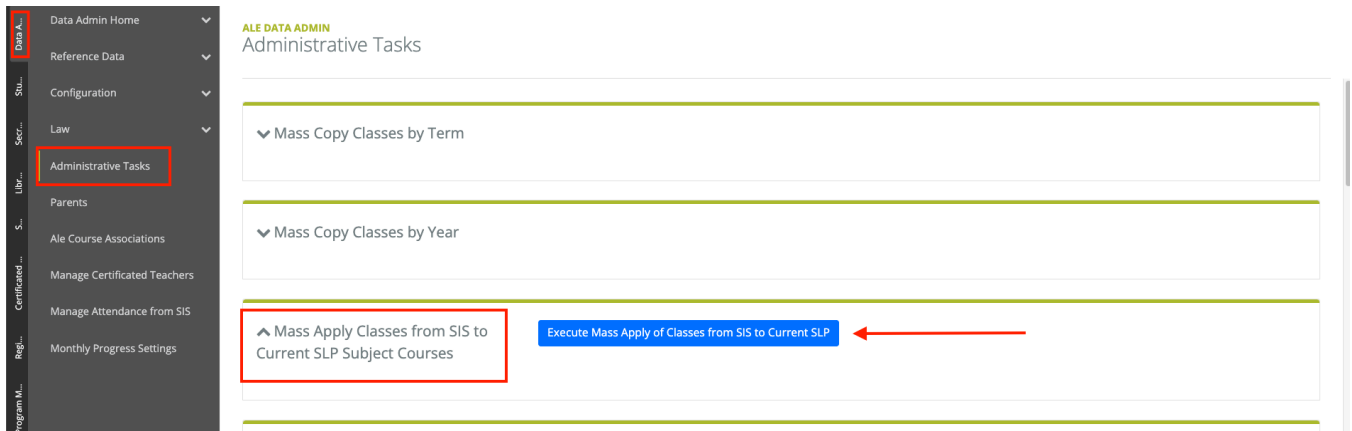 Data A...
Stu...
Secr...
Libr...
S...
Certificated ...
Regi...
Program M...
Data Admin Home
Reference Data
Configuration
Law
Administrative Tasks
Parents
Ale Course Associations
Manage Certificated Teachers
Manage Attendance from SIS
Monthly Progress Settings
ALE DATA ADMIN
Administrative Tasks
Mass Copy Classes by Term
Mass Copy Classes by Year
Mass Apply Classes from SIS to
Current SLP Subject Courses
Execute Mass Apply of Classes from SIS to Current SLP